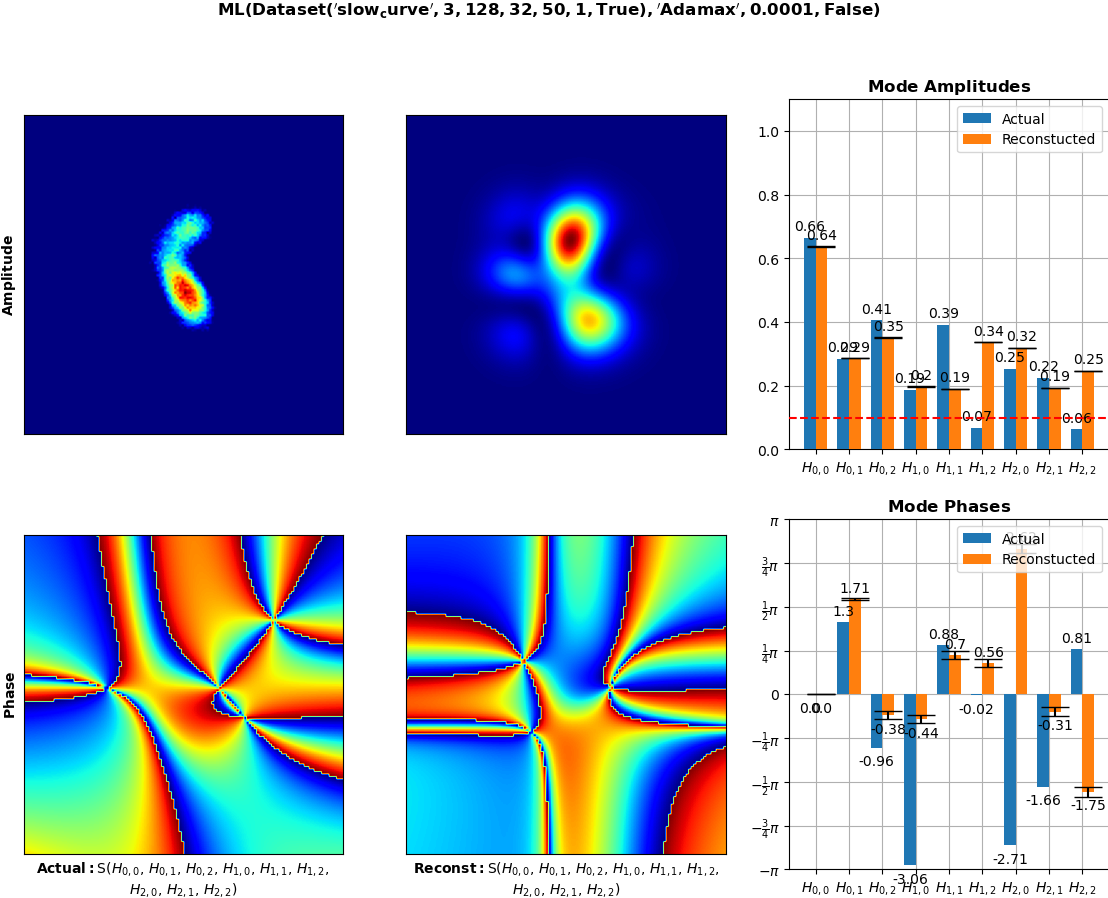 ML(Dataset('slow_curve', 3, 128, 32, 50, 1, True), 'Adamax', 0.0001, False)
Amplitude
Mode Amplitudes
Actual
Reconstucted
1.0
0.8
0.6
0.4
0.2
0.0
0.66
0.64
0.29
0.29
0.41
0.35
0.19
0.2
0.39
0.19
0.07
0.34
0.25
0.32
0.22
0.19
0.06
0.25
H0,0 H0,1 H0,2 H1,0 H1,1 H1,2 H2,0 H2,1 H2,2
Phase
Actual:S(H0,0, H0,1, H0,2, H1,0, H1,1, H1,2,
H2,0, H2,1, H2,2)
Reconst:S(H0,0, H0,1, H0,2, H1,0, H1,1, H1,2,
H2,0, H2,1, H2,2)
Mode Phases
Actual
Reconstucted
π
3/4π
1/2π
1/4π
0
−1/4π
−1/2π
−3/4π
−π
0.0
0.0
1.3
1.71
-0.96
-0.38
-3.06
-0.44
0.88
0.7
-0.02
0.56
-2.71
-1.66
-0.31
0.81
-1.75
H0,0 H0,1 H0,2 H1,0 H1,1 H1,2 H2,0 H2,1 H2,2